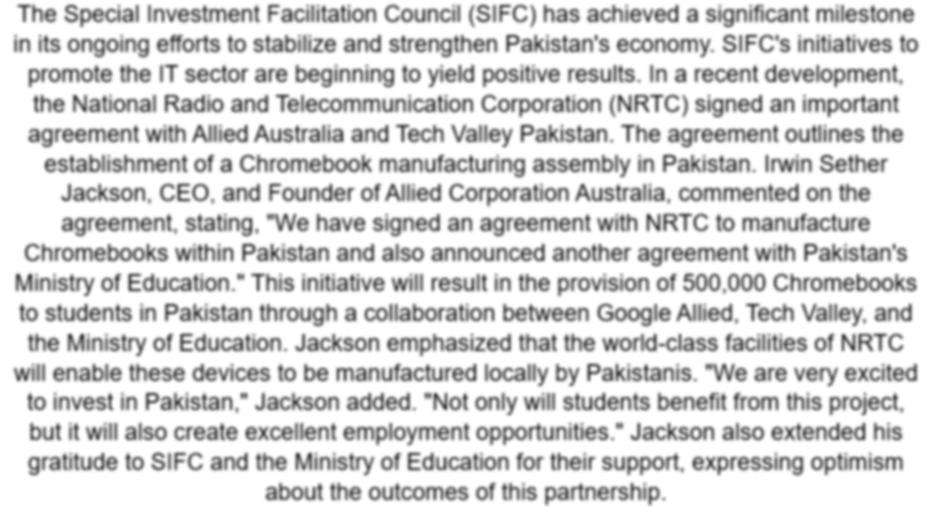 The Special Investment Facilitation Council (SIFC) has achieved a significant milestone
in its ongoing efforts to stabilize and strengthen Pakistan's economy. SIFC's initiatives to
promote the IT sector are beginning to yield positive results. In a recent development,
the National Radio and Telecommunication Corporation (NRTC) signed an important
agreement with Allied Australia and Tech Valley Pakistan. The agreement outlines the
establishment of a Chromebook manufacturing assembly in Pakistan. Irwin Sether
Jackson, CEO, and Founder of Allied Corporation Australia, commented on the
agreement, stating, "We have signed an agreement with NRTC to manufacture
Chromebooks within Pakistan and also announced another agreement with Pakistan's
Ministry of Education." This initiative will result in the provision of 500,000 Chromebooks
to students in Pakistan through a collaboration between Google Allied, Tech Valley, and
the Ministry of Education. Jackson emphasized that the world-class facilities of NRTC
will enable these devices to be manufactured locally by Pakistanis. "We are very excited
to invest in Pakistan," Jackson added. "Not only will students benefit from this project,
but it will also create excellent employment opportunities." Jackson also extended his
gratitude to SIFC and the Ministry of Education for their support, expressing optimism
about the outcomes of this partnership.